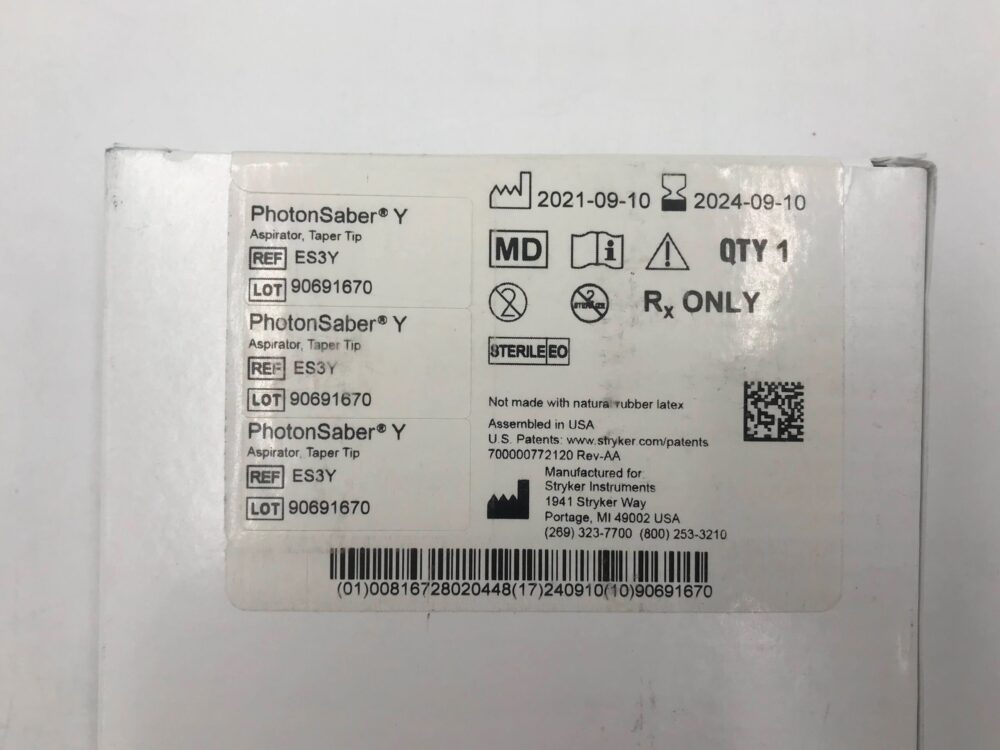 PhotonSaber® Y
Aspirator, Taper Tip
REF ES3Y
LOT 90691670
PhotonSaber® Y
Aspirator, Taper Tip
REF ES3Y
LOT 90691670
PhotonSaber® Y
Aspirator, Taper Tip
REF ES3Y
LOT 90691670
2021-09-10 2024-09-10
MD i QTY 1
2 Rx ONLY
STERILE EO
Not made with natural rubber latex
Assembled in USA
U.S. Patents: www.stryker.com/patents
700000772120 Rev-AA
Manufactured for
Stryker Instruments
1941 Stryker Way
Portage, MI 49002 USA
(269) 323-7700 (800) 253-3210
(01)00816728020448(17)240910(10)90691670